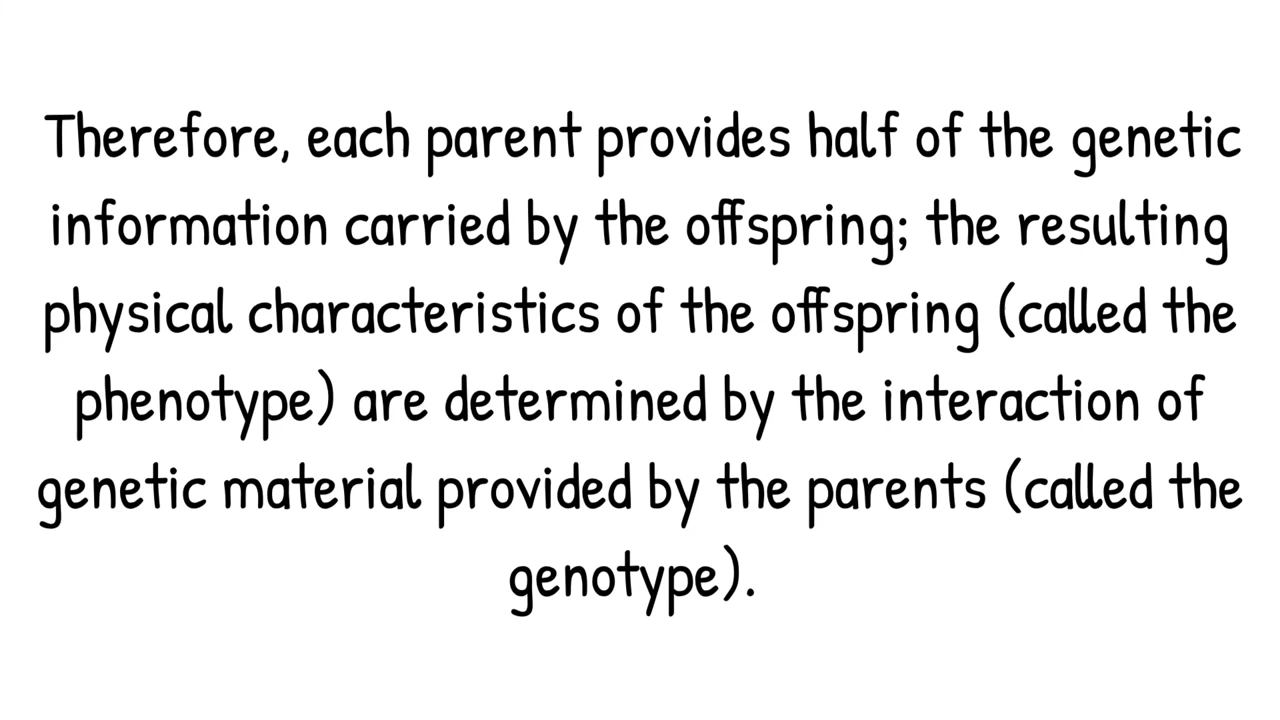 Therefore, each parent provides half of the genetic
information carried by the offspring; the resulting
physical characteristics of the offspring (called the
phenotype) are determined by the interaction of
genetic material provided by the parents (called the
genotype).